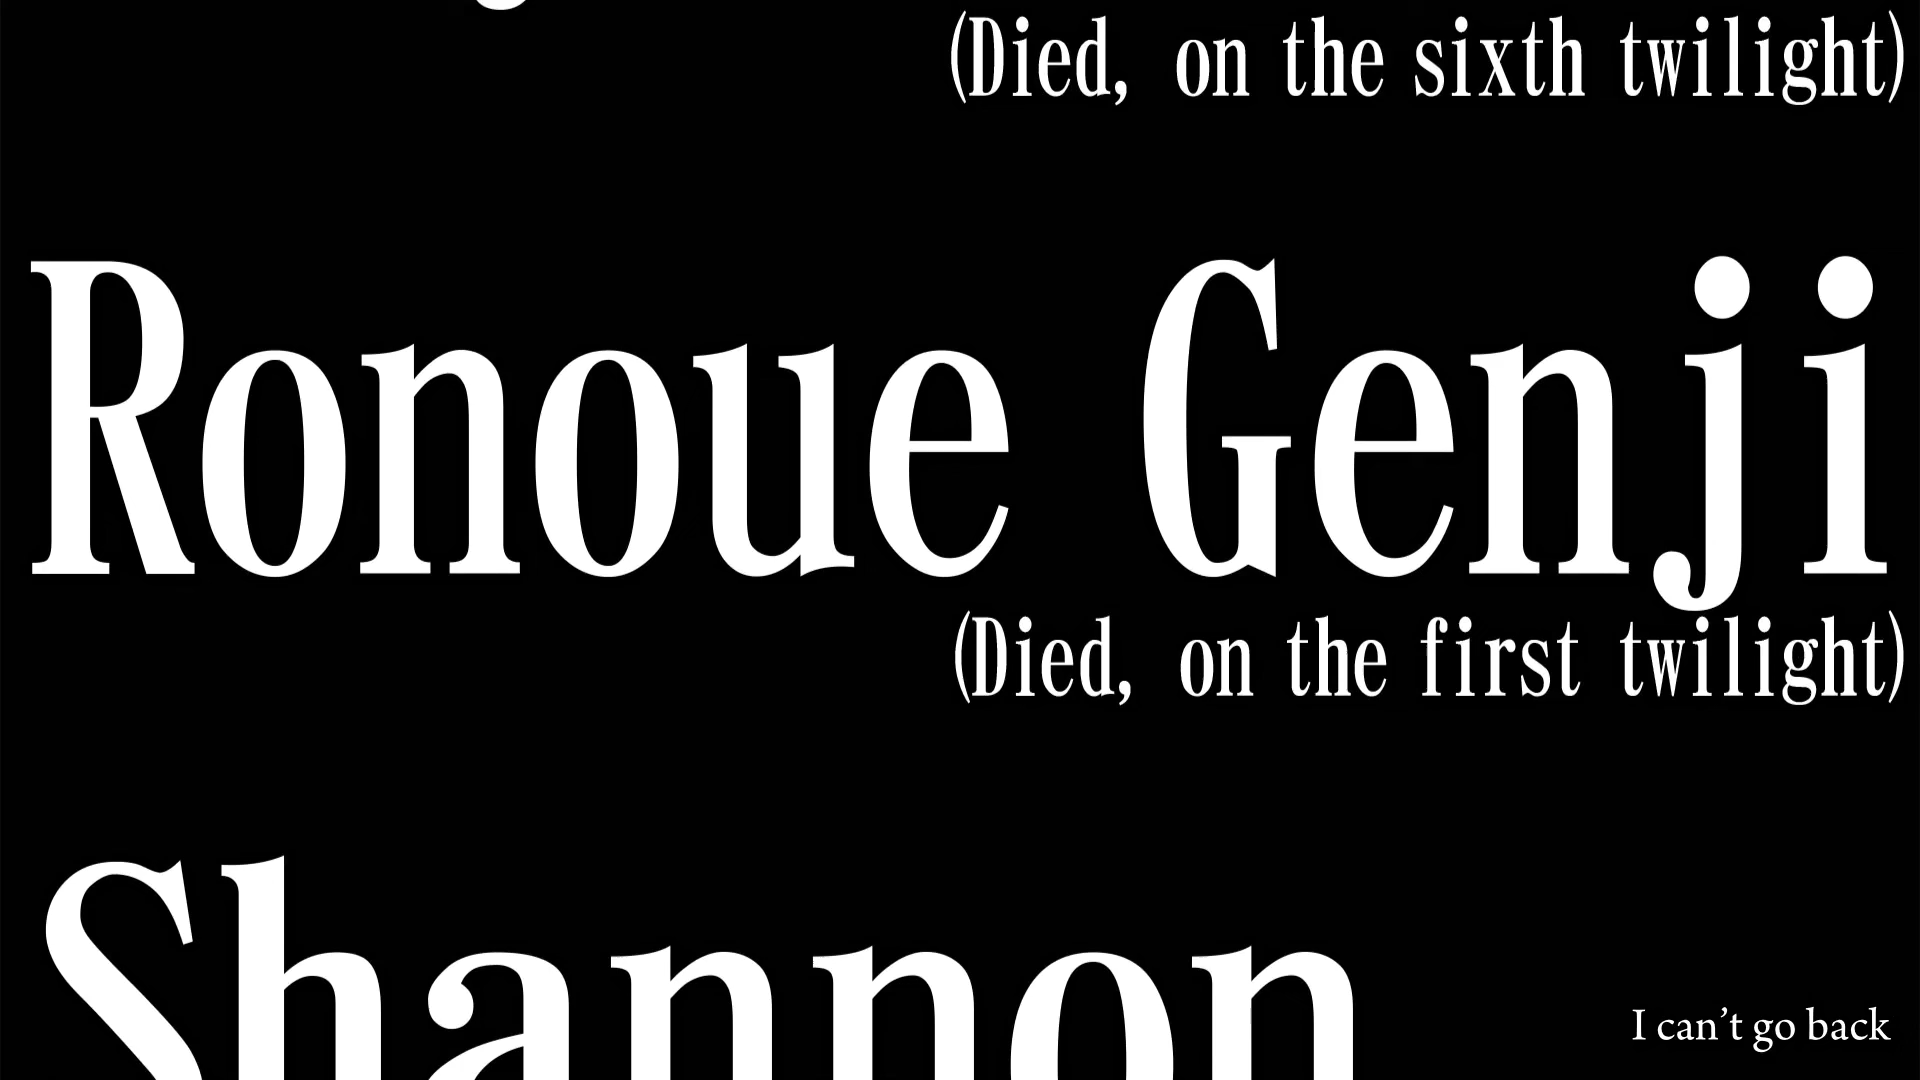 (Died, on the sixth twilight)
Ronoue Genji
(Died, on the first twilight)
Shannon
I can't go back